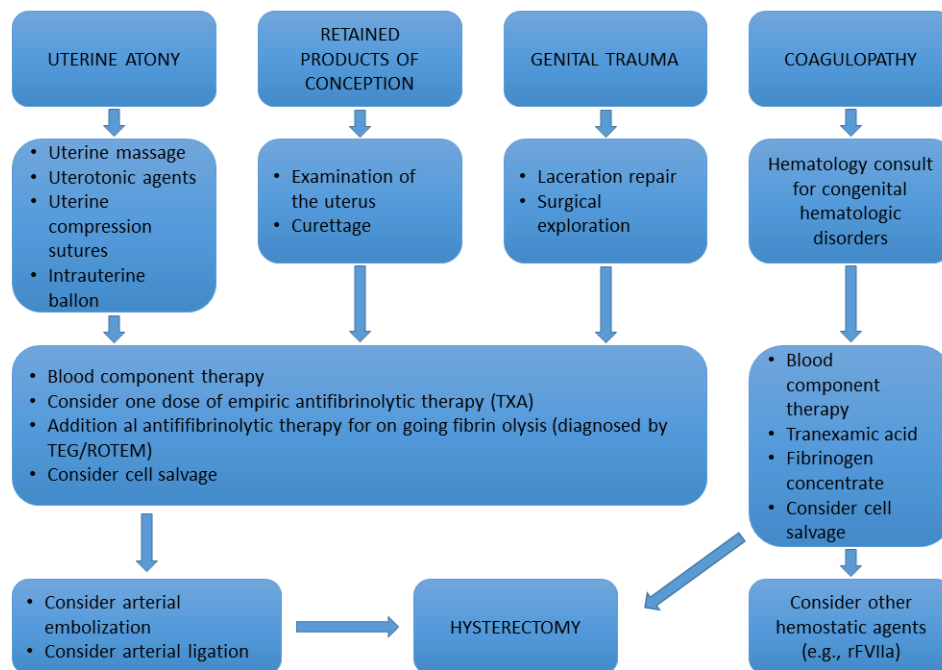 UTERINE ATONY
RETAINED
PRODUCTS OF
CONCEPTION
GENITAL TRAUMA
COAGULOPATHY
• Uterine massage
• Uterotonic agents
• Uterine
compression
sutures
• Intrauterine
ballon
• Examination of
the uterus
• Curettage
• Laceration repair
• Surgical
exploration
Hematology consult
for congenital
hematologic
disorders
• Blood component therapy
• Consider one dose of empiric antifibrinolytic therapy (TXA)
• Addition al antififibrinolytic therapy for on going fibrin olysis (diagnosed by
TEG/ROTEM)
• Consider cell salvage
• Blood
component
therapy
• Tranexamic acid
• Fibrinogen
concentrate
• Consider cell
salvage
• Consider arterial
embolization
• Consider arterial ligation
HYSTERECTOMY
Consider other
hemostatic agents
(e.g., rFVIIa)